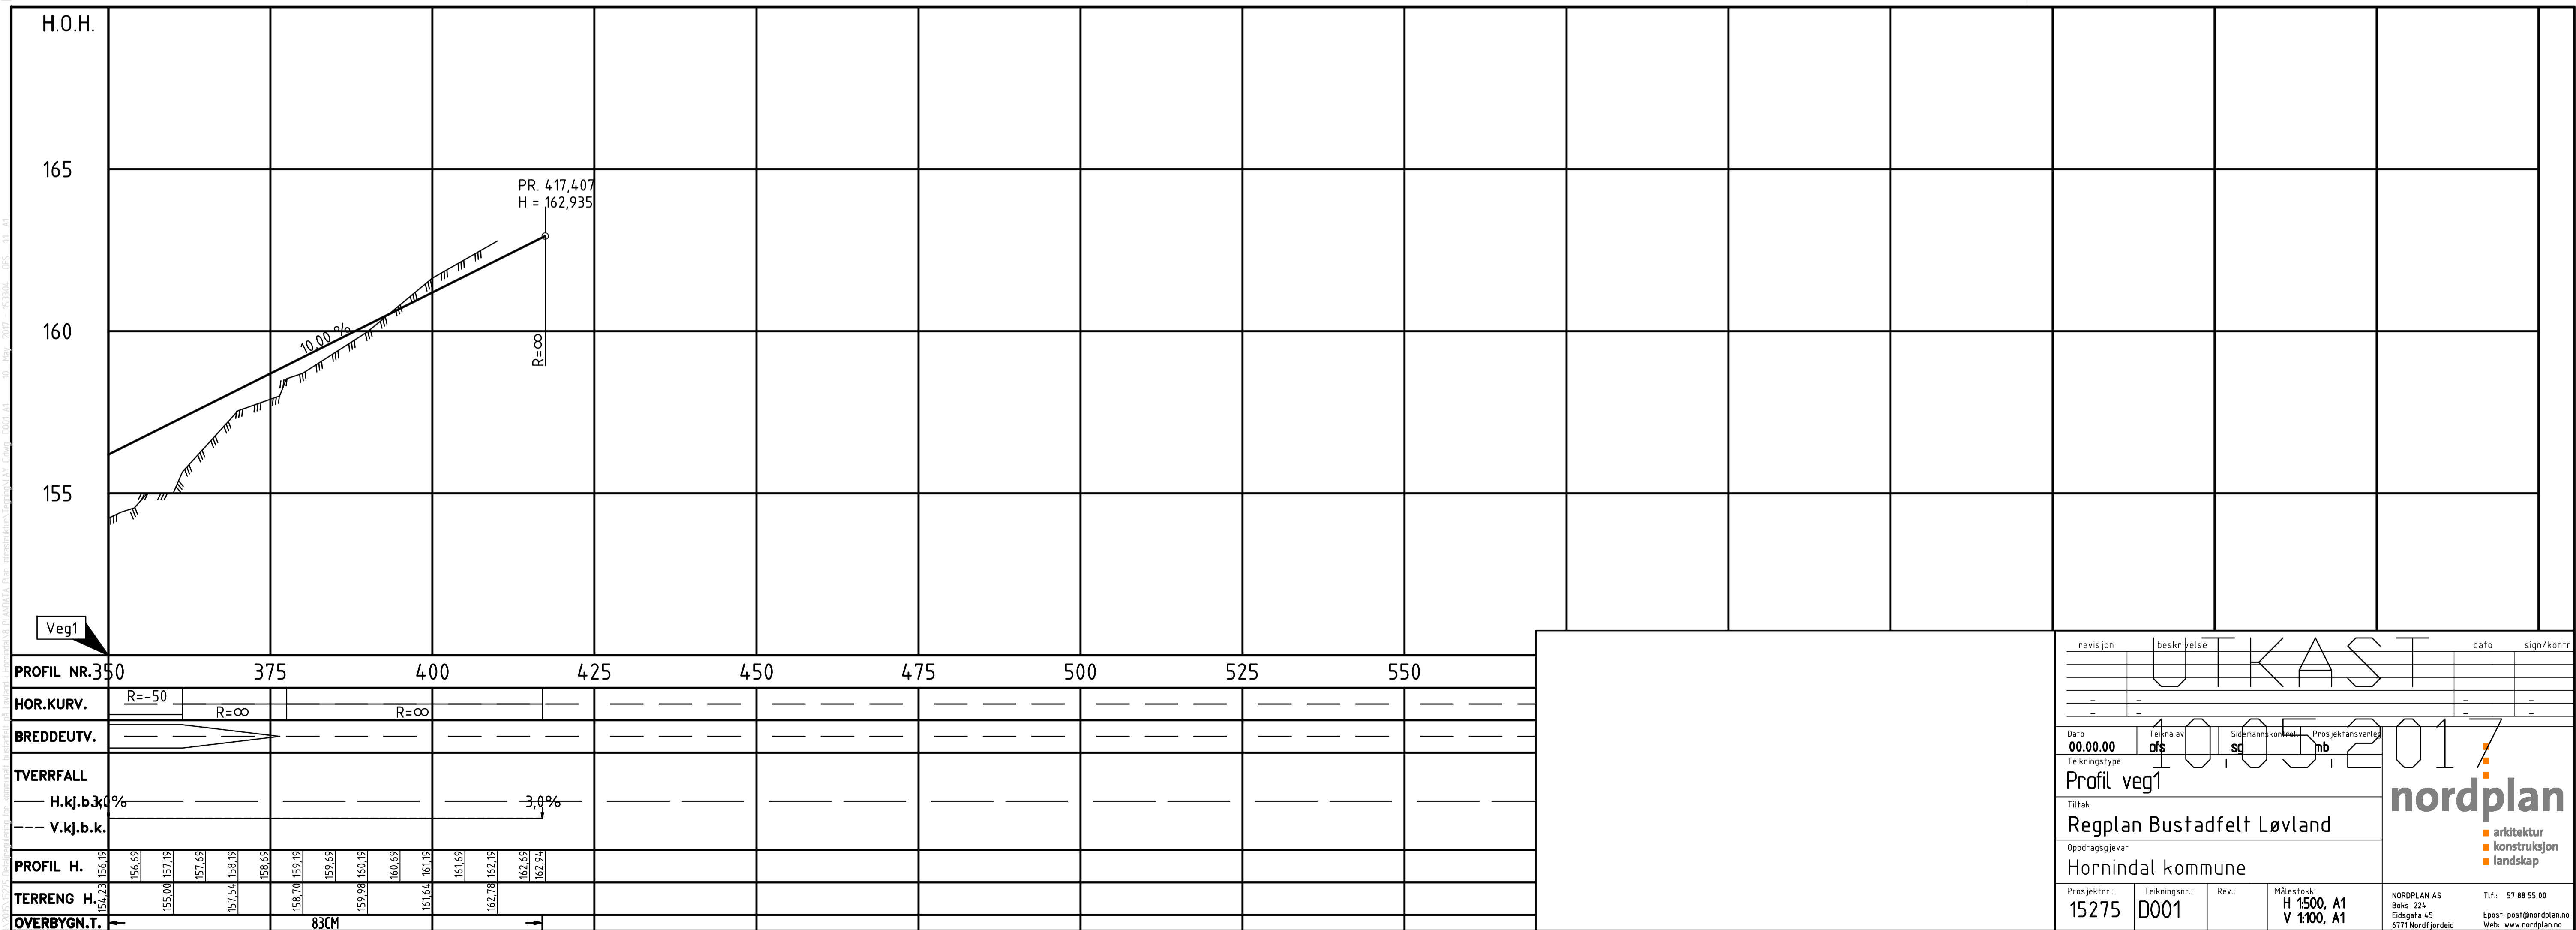 H.O.H.
165
160
155
PR. 417,407
H = 162,935
10,00 %
R=∞
Veg1
PROFIL NR. 350 375 400 425 450 475 500 525 550
HOR.KURV. R=-50 R=∞ R=∞
BREDDEUTV.
TVERRFALL
H.kj.b.k. 3,0% 3,0%
V.kj.b.k.
PROFIL H. 156,19 156,69 157,19 157,69 158,19 158,69 159,19 159,69 160,19 160,69 161,19 161,69 162,19 162,69 162,94
TERRENG H. 154,23 155,00 157,54 158,70 159,98 161,64 162,78
OVERBYGN.T. 83CM
revisjon beskrivelse dato sign/kontr
UTKAST
- - - -
- - - -
10.05.2017
Dato Teikna av Sidemannskontroll Prosjektansvarleg
00.00.00 ofs sg mb
Teikningstype
Profil veg1
Tiltak
Regplan Bustadfelt Løvland
Oppdragsgjevar
Hornindal kommune
Prosjektnr.: Teikningsnr.: Rev.: Målestokk:
15275 D001 H 1:500, A1
V 1:100, A1
nordplan
arkitektur
konstruksjon
landskap
NORDPLAN AS Tlf.: 57 88 55 00
Boks 224
Eidsgata 45 Epost: post@nordplan.no
6771 Nordfjordeid Web: www.nordplan.no